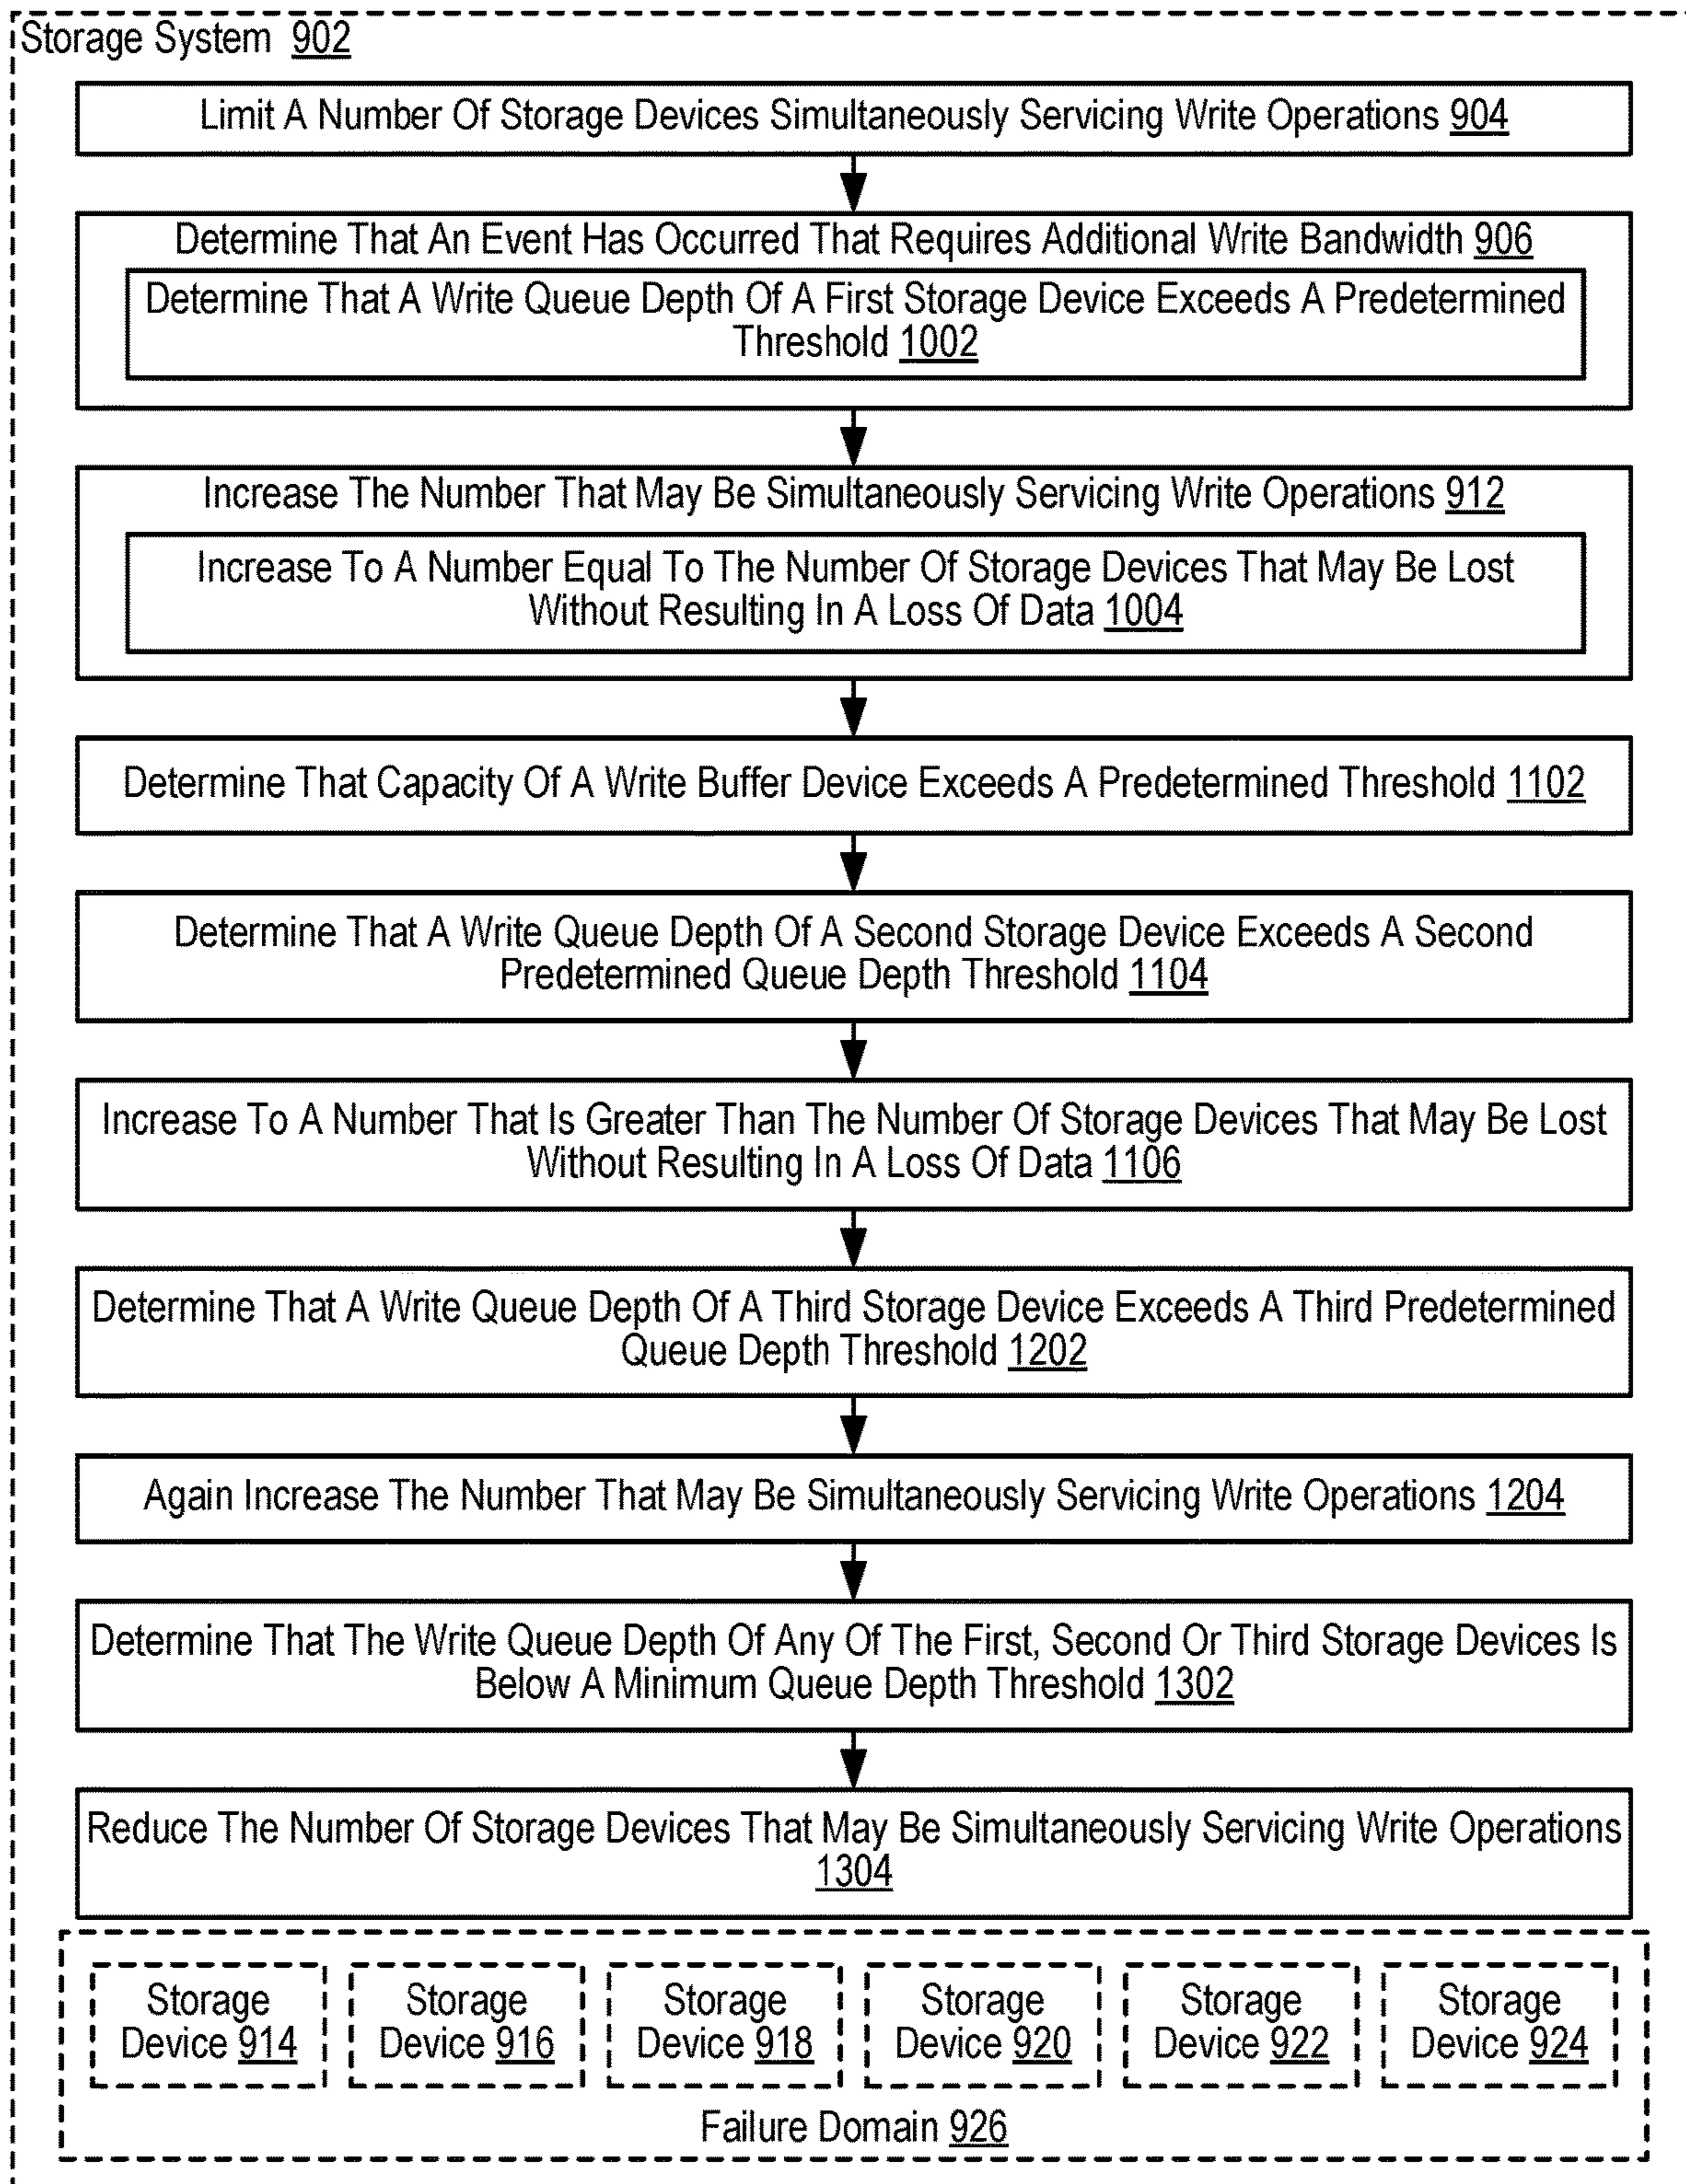 Storage System 902
Limit A Number Of Storage Devices Simultaneously Servicing Write Operations 904
Determine That An Event Has Occurred That Requires Additional Write Bandwidth 906
Determine That A Write Queue Depth Of A First Storage Device Exceeds A Predetermined
Threshold 1002
Increase The Number That May Be Simultaneously Servicing Write Operations 912
Increase To A Number Equal To The Number Of Storage Devices That May Be Lost
Without Resulting In A Loss Of Data 1004
Determine That Capacity Of A Write Buffer Device Exceeds A Predetermined Threshold 1102
Determine That A Write Queue Depth Of A Second Storage Device Exceeds A Second
Predetermined Queue Depth Threshold 1104
Increase To A Number That Is Greater Than The Number Of Storage Devices That May Be Lost
Without Resulting In A Loss Of Data 1106
Determine That A Write Queue Depth Of A Third Storage Device Exceeds A Third Predetermined
Queue Depth Threshold 1202
Again Increase The Number That May Be Simultaneously Servicing Write Operations 1204
Determine That The Write Queue Depth Of Any Of The First, Second Or Third Storage Devices Is
Below A Minimum Queue Depth Threshold 1302
Reduce The Number Of Storage Devices That May Be Simultaneously Servicing Write Operations
1304
Storage
Device 914
Storage
Device 916
Storage
Device 918
Storage
Device 920
Storage
Device 922
Storage
Device 924
Failure Domain 926